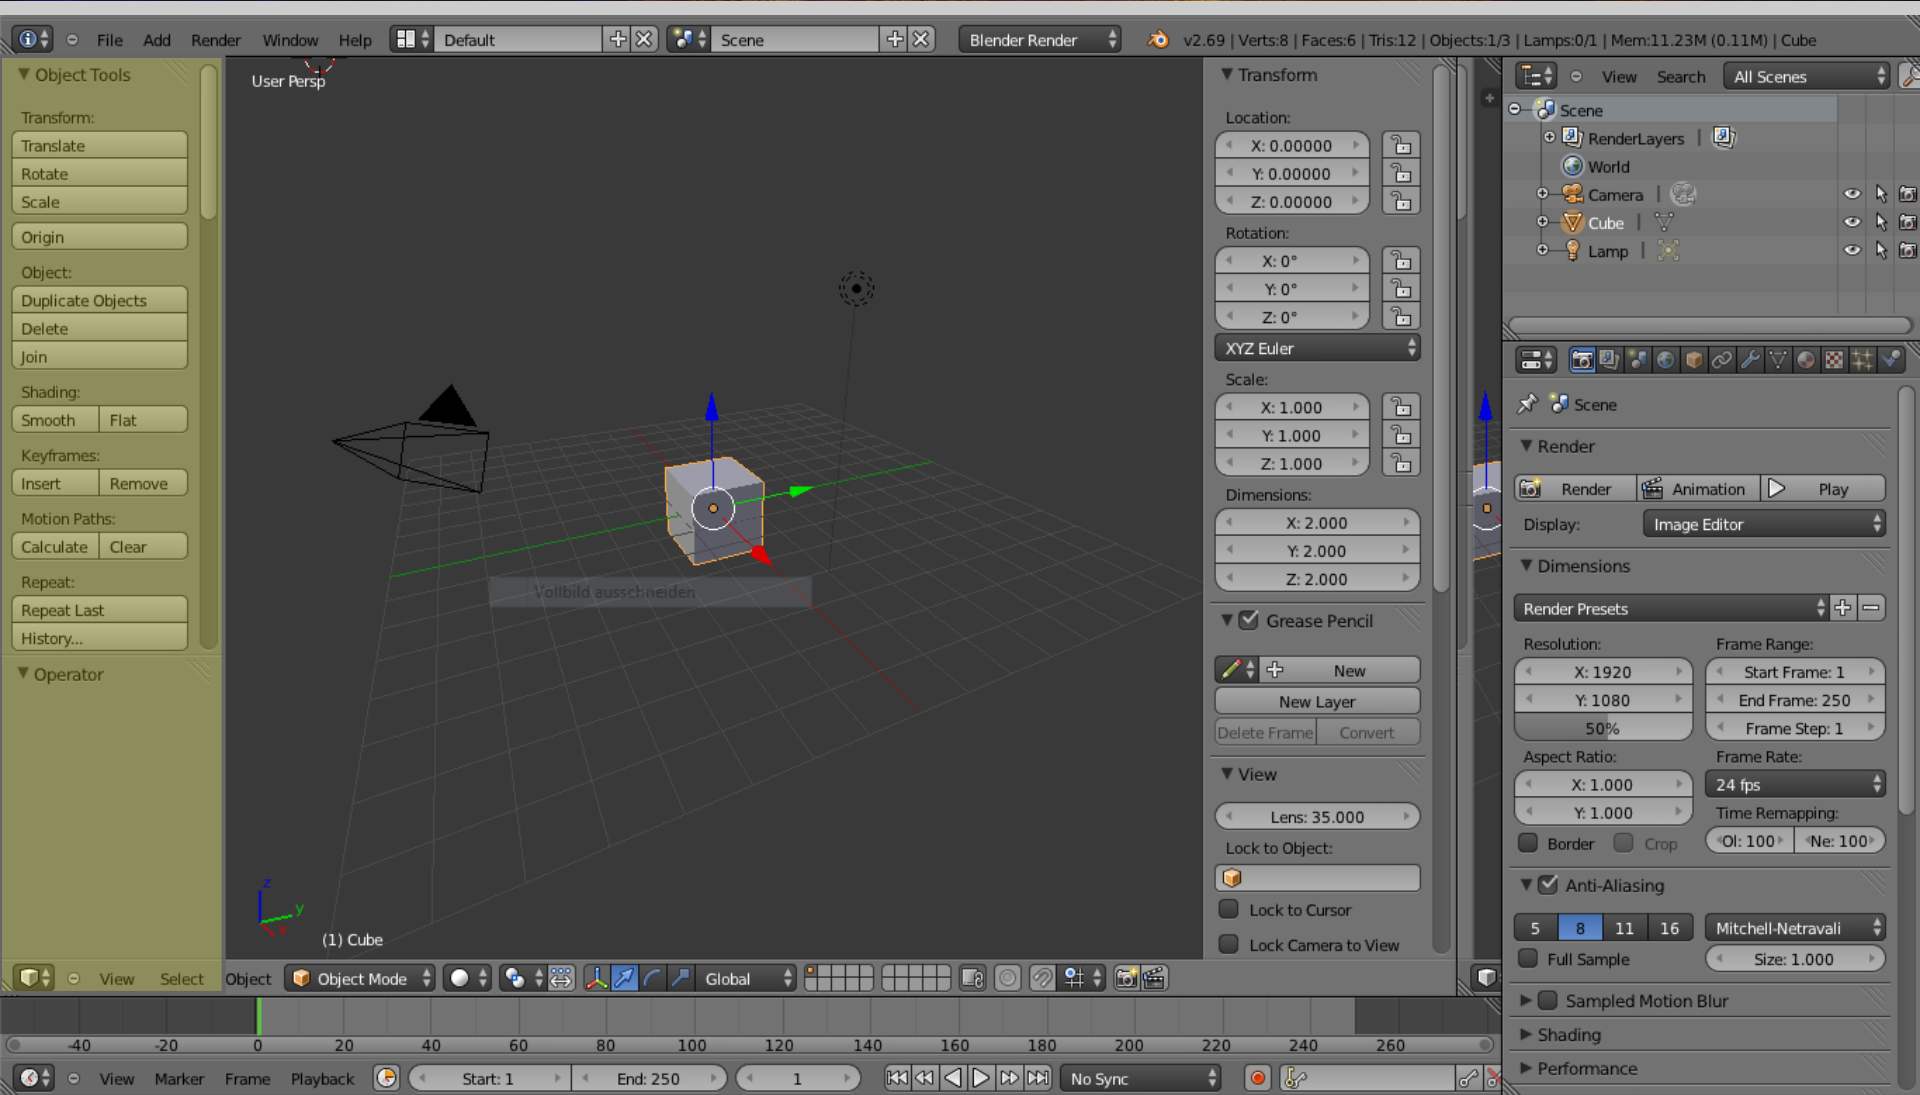 File Add Render Window Help Default Scene Blender Render v2.69 | Verts:8 | Faces:6 | Tris:12 | Objects:1/3 | Lamps:0/1 | Mem:11.23M (0.11M) | Cube
Object Tools
Transform:
Translate
Rotate
Scale
Origin
Object:
Duplicate Objects
Delete
Join
Shading:
Smooth Flat
Keyframes:
Insert Remove
Motion Paths:
Calculate Clear
Repeat:
Repeat Last
History...
Operator
User Persp
Vollbild ausschneiden
z
y
x
(1) Cube
Transform
Location:
X: 0.00000
Y: 0.00000
Z: 0.00000
Rotation:
X: 0°
Y: 0°
Z: 0°
XYZ Euler
Scale:
X: 1.000
Y: 1.000
Z: 1.000
Dimensions:
X: 2.000
Y: 2.000
Z: 2.000
Grease Pencil
New
New Layer
Delete Frame Convert
View
Lens: 35.000
Lock to Object:
Lock to Cursor
Lock Camera to View
View Search All Scenes
Scene
RenderLayers |
World
Camera |
Cube |
Lamp |
Scene
Render
Render Animation Play
Display: Image Editor
Dimensions
Render Presets
Resolution: Frame Range:
X: 1920 Start Frame: 1
Y: 1080 End Frame: 250
50% Frame Step: 1
Aspect Ratio: Frame Rate:
X: 1.000 24 fps
Y: 1.000 Time Remapping:
Border Crop Ol: 100 Ne: 100
Anti-Aliasing
5 8 11 16 Mitchell-Netravali
Full Sample Size: 1.000
Sampled Motion Blur
Shading
Performance
View Select Object Object Mode Global
-40 -20 0 20 40 60 80 100 120 140 160 180 200 220 240 260
View Marker Frame Playback Start: 1 End: 250 1 No Sync